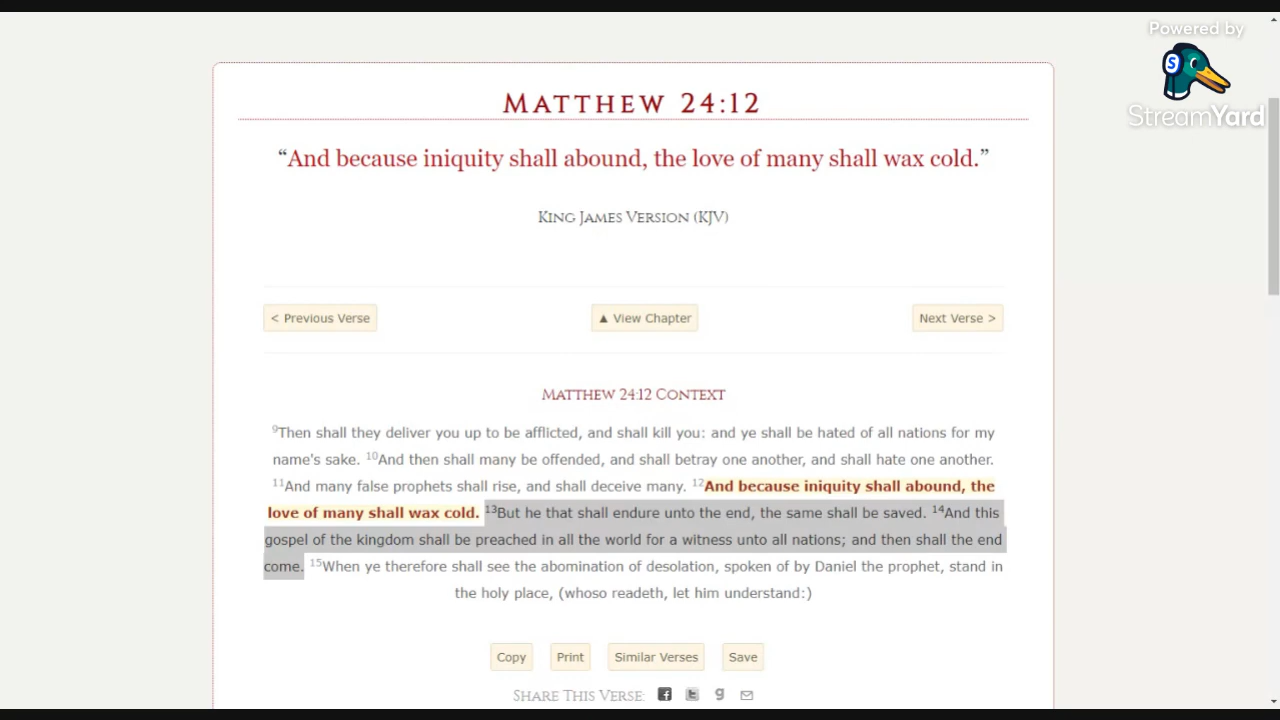 Powered by
StreamYard
MATTHEW 24:12
“And because iniquity shall abound, the love of many shall wax cold.”
KING JAMES VERSION (KJV)
< Previous Verse
▲ View Chapter
Next Verse >
MATTHEW 24:12 CONTEXT
9Then shall they deliver you up to be afflicted, and shall kill you: and ye shall be hated of all nations for my
name's sake. 10And then shall many be offended, and shall betray one another, and shall hate one another.
11And many false prophets shall rise, and shall deceive many. 12And because iniquity shall abound, the
love of many shall wax cold. 13But he that shall endure unto the end, the same shall be saved. 14And this
gospel of the kingdom shall be preached in all the world for a witness unto all nations; and then shall the end
come. 15When ye therefore shall see the abomination of desolation, spoken of by Daniel the prophet, stand in
the holy place, (whoso readeth, let him understand:)
Copy
Print
Similar Verses
Save
SHARE THIS VERSE: